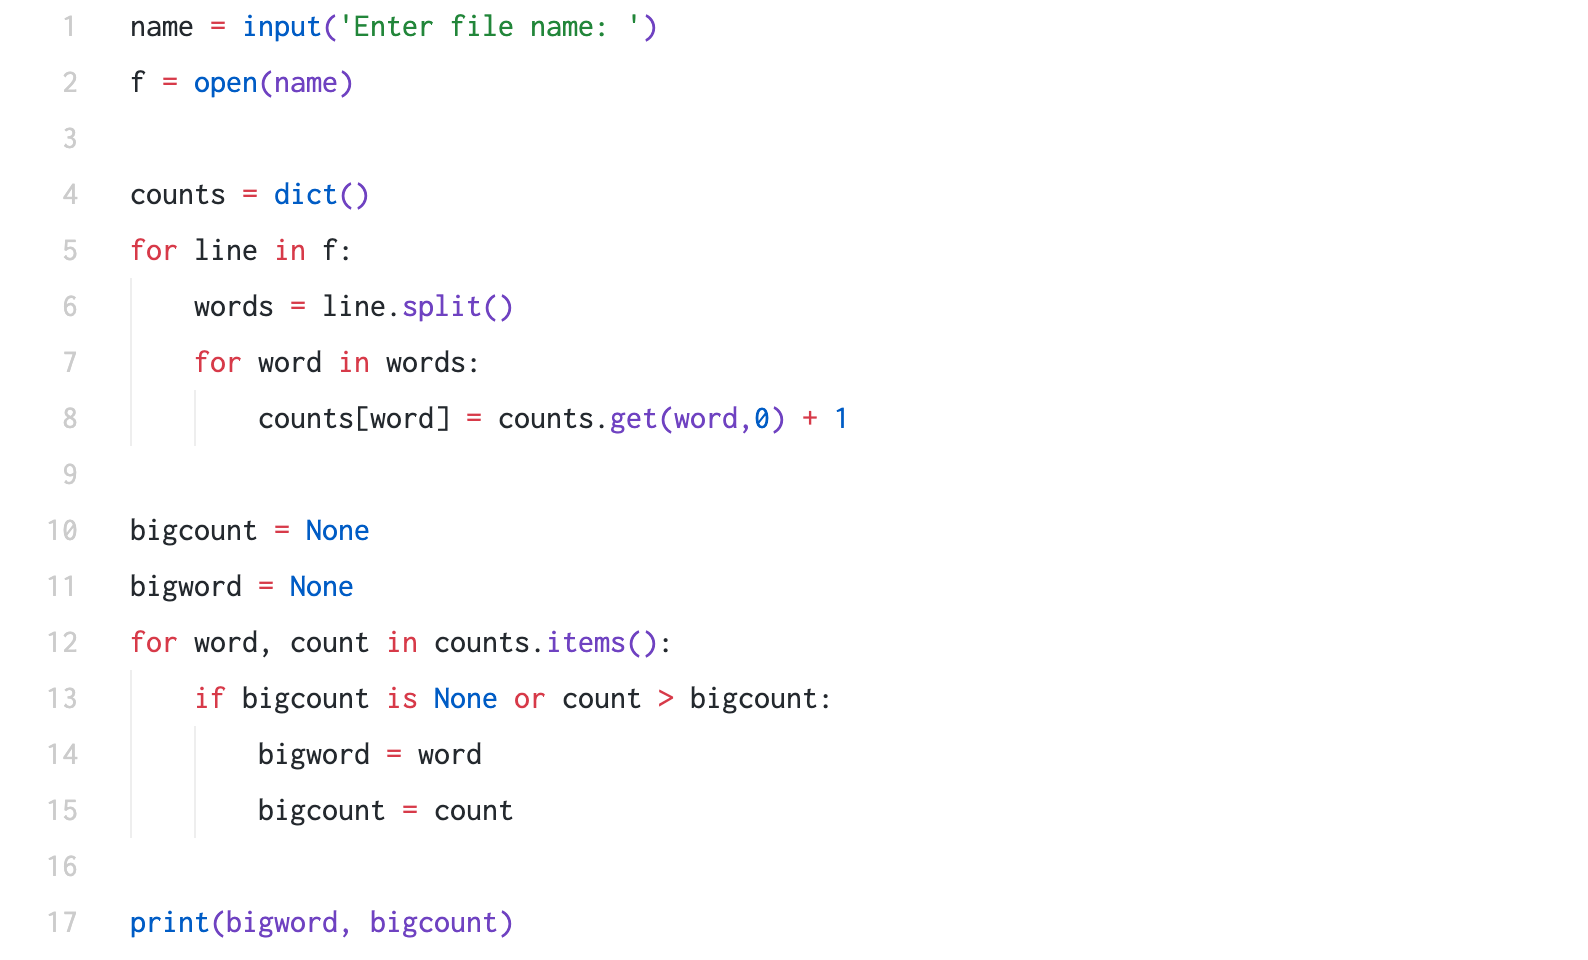 1 name = input('Enter file name: ')
2 f = open(name)
3
4 counts = dict()
5 for line in f:
6     words = line.split()
7     for word in words:
8         counts[word] = counts.get(word,0) + 1
9
10 bigcount = None
11 bigword = None
12 for word, count in counts.items():
13     if bigcount is None or count > bigcount:
14         bigword = word
15         bigcount = count
16
17 print(bigword, bigcount)